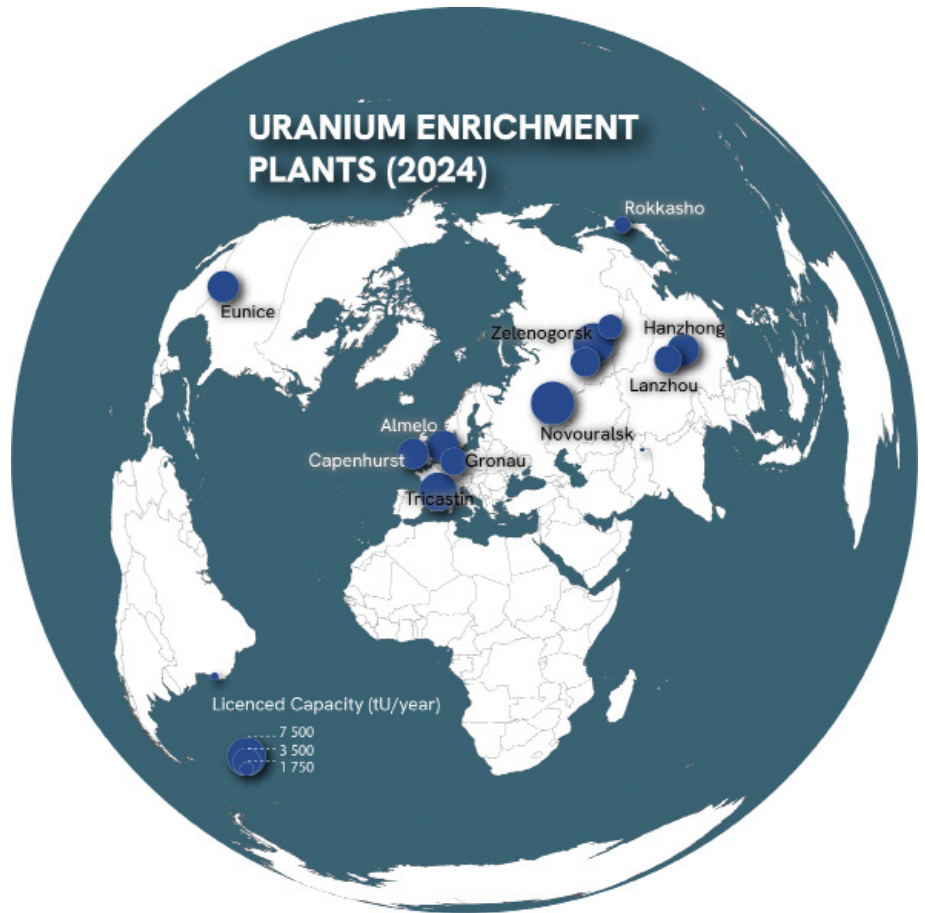 URANIUM ENRICHMENT
PLANTS (2024)
Rokkasho
Eunice
Zelenogorsk
Hanzhong
Lanzhou
Almelo
Novouralsk
Capenhurst
Gronau
Tricastin
Licenced Capacity (tU/year)
7 500
3 500
1 750